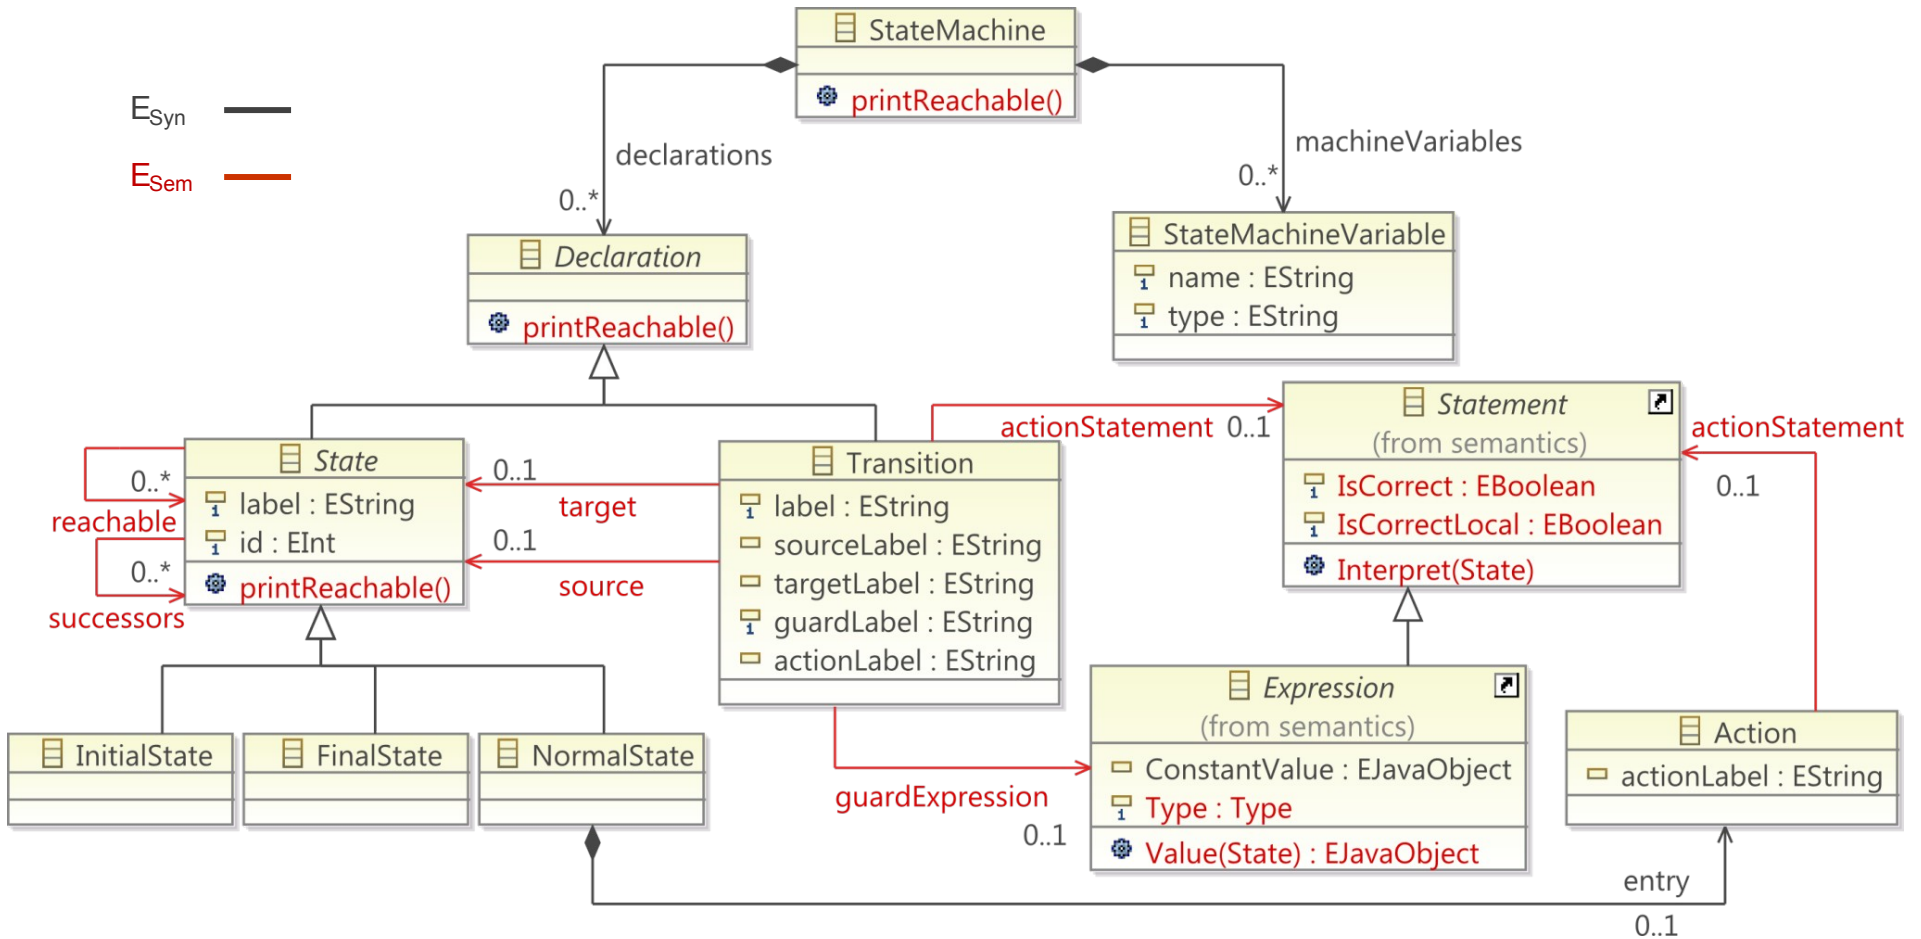 StateMachine
printReachable()
E_Syn
E_Sem
declarations
0..*
machineVariables
0..*
Declaration
printReachable()
StateMachineVariable
name : EString
type : EString
State
label : EString
id : EInt
printReachable()
0..*
reachable
0..*
successors
0..1
target
0..1
source
Transition
label : EString
sourceLabel : EString
targetLabel : EString
guardLabel : EString
actionLabel : EString
actionStatement 0..1
Statement
(from semantics)
IsCorrect : EBoolean
IsCorrectLocal : EBoolean
Interpret(State)
actionStatement
0..1
InitialState
FinalState
NormalState
guardExpression
0..1
Expression
(from semantics)
ConstantValue : EJavaObject
Type : Type
Value(State) : EJavaObject
Action
actionLabel : EString
entry
0..1